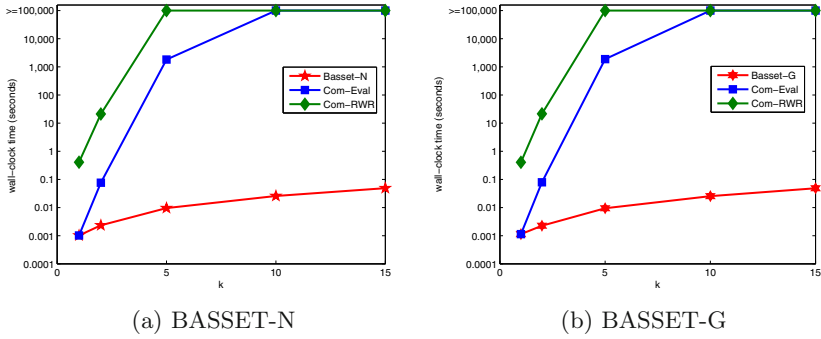 >=100,000
10,000
1,000
100
10
1
0.1
0.01
0.001
0.0001
wall-clock time (seconds)
0
5
10
15
k
Basset-N
Com-Eval
Com-RWR
(a) BASSET-N
>=100,000
10,000
1,000
100
10
1
0.1
0.01
0.001
0.0001
wall-clock time (seconds)
0
5
10
15
k
Basset-G
Com-Eval
Com-RWR
(b) BASSET-G